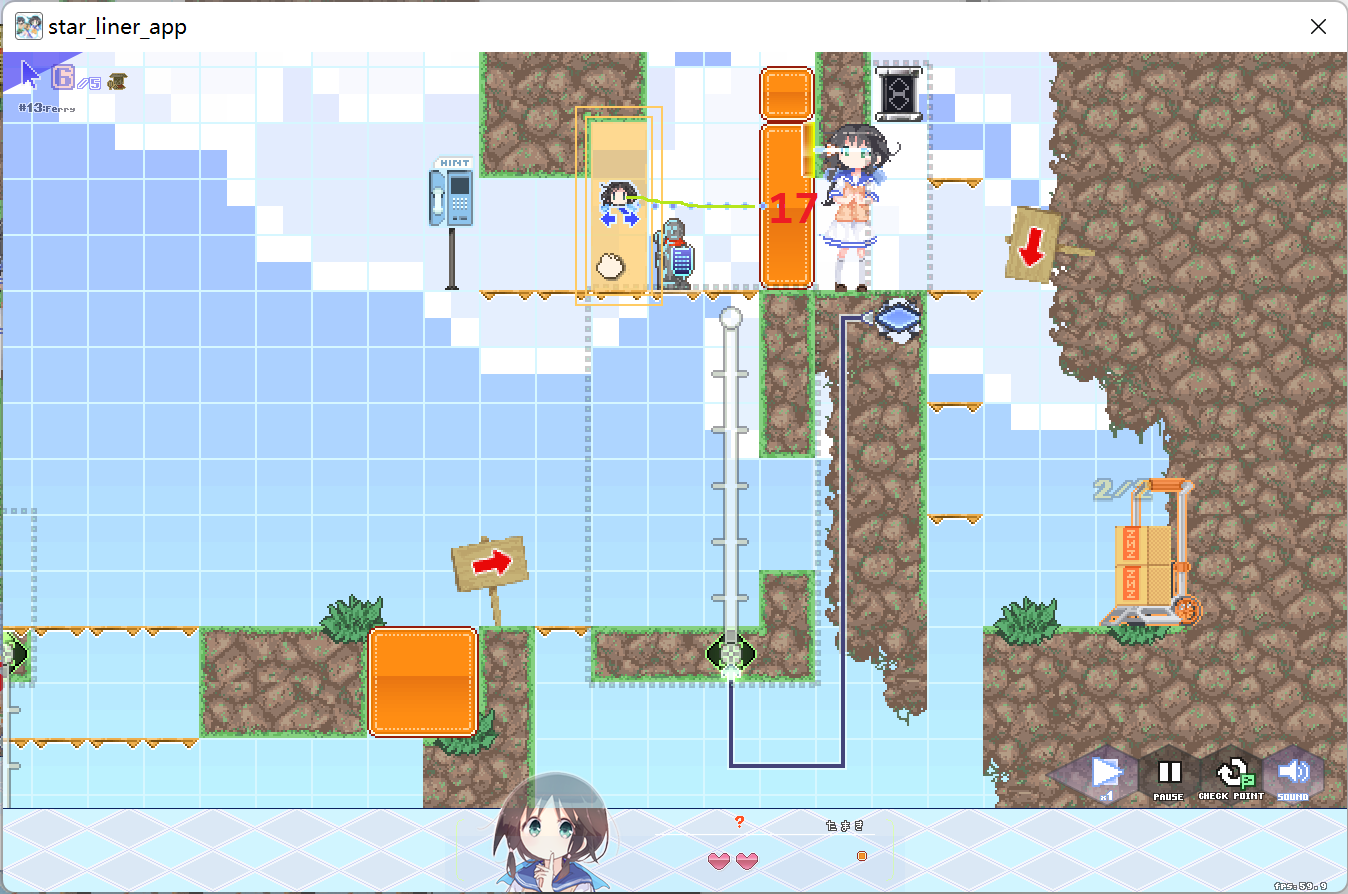 star_liner_app
6/5
#13:Ferry
HINT
17
2/2
x1
PAUSE
CHECK POINT
SOUND
?
たまき
fps:59.9